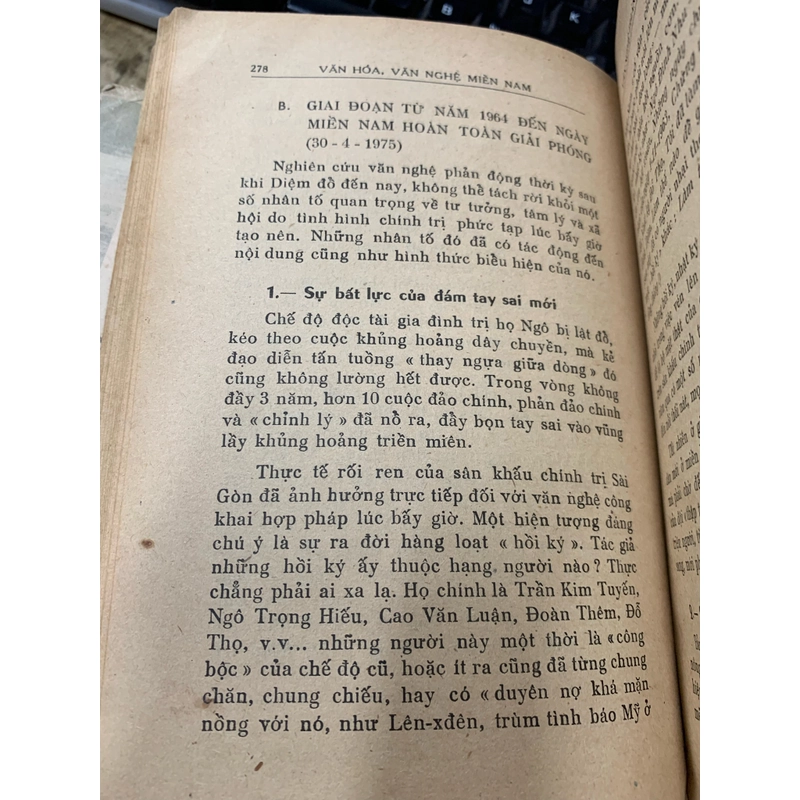 278 VĂN HÓA, VĂN NGHỆ MIỀN NAM
B. GIAI ĐOẠN TỪ NĂM 1964 ĐẾN NGÀY
MIỀN NAM HOÀN TOÀN GIẢI PHÓNG
(30 - 4 - 1975)
Nghiên cứu văn nghệ phản động thời kỳ sau
khi Diệm đổ đến nay, không thể tách rời khỏi một
số nhân tố quan trọng về tư tưởng, tâm lý và xã
hội do tình hình chính trị phức tạp lúc bấy giờ
tạo nên. Những nhân tố đó đã có tác động đến
nội dung cũng như hình thức biểu hiện của nó.
1.— Sự bất lực của đám tay sai mới
Chế độ độc tài gia đình trị họ Ngô bị lật đổ,
kéo theo cuộc khủng hoảng dây chuyền, mà kẻ
đạo diễn tấn tuồng « thay ngựa giữa dòng » đó
cũng không lường hết được. Trong vòng không
đầy 3 năm, hơn 10 cuộc đảo chính, phản đảo chính
và « chỉnh lý » đã nổ ra, đầy bọn tay sai vào vũng
lầy khủng hoảng triền miên.
Thực tế rối ren của sân khấu chính trị Sài
Gòn đã ảnh hưởng trực tiếp đối với văn nghệ công
khai hợp pháp lúc bấy giờ. Một hiện tượng đáng
chú ý là sự ra đời hàng loạt « hồi ký ». Tác giả
những hồi ký ấy thuộc hạng người nào ? Thực
chẳng phải ai xa lạ. Họ chính là Trần Kim Tuyến,
Ngô Trọng Hiếu, Cao Văn Luận, Đoàn Thêm, Đỗ
Thọ, v.v... những người này một thời là « công
bộc » của chế độ cũ, hoặc ít ra cũng đã từng chung
chăn, chung chiếu, hay có « duyên nợ khá mặn
nồng với nó, như Lên-xđên, trùm tình báo Mỹ ở